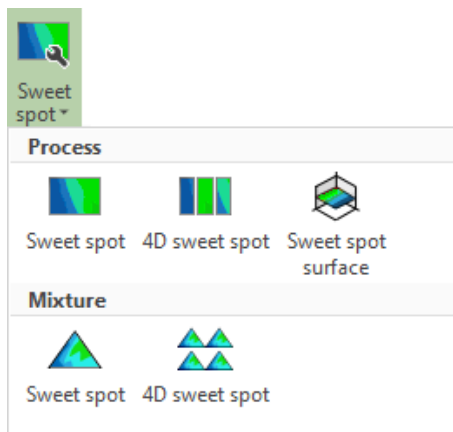 Sweet
spot
Process
Sweet spot
4D sweet spot
Sweet spot
surface
Mixture
Sweet spot
4D sweet spot